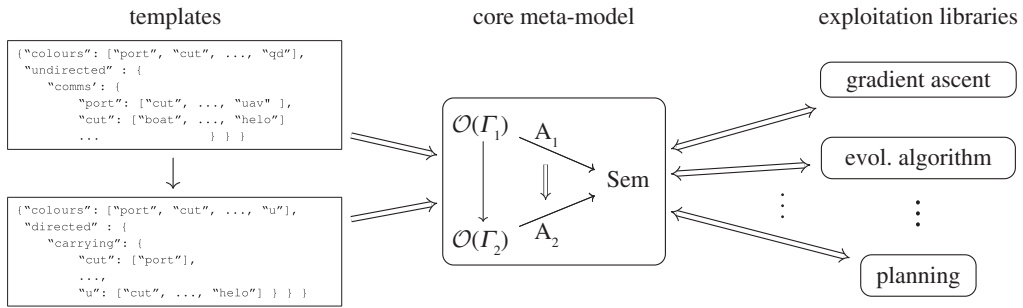 templates
core meta-model
exploitation libraries
{“colours”: [“port”, “cut”, ..., “qd”],
“undirected” : {
“comms‘: {
“port”: [“cut”, ..., “uav" ],
“cut”: [“boat”, ..., “helo”]
... } } }
{“colours”: [“port”, “cut”, ..., “u”],
“directed” : {
“carrying”: {
“cut”: [“port”],
...,
“u”: [“cut”, ..., “helo”] } } }
𝒪(Γ₁)
A₁
Sem
𝒪(Γ₂)
A₂
gradient ascent
evol. algorithm
⋮ ⋮
planning